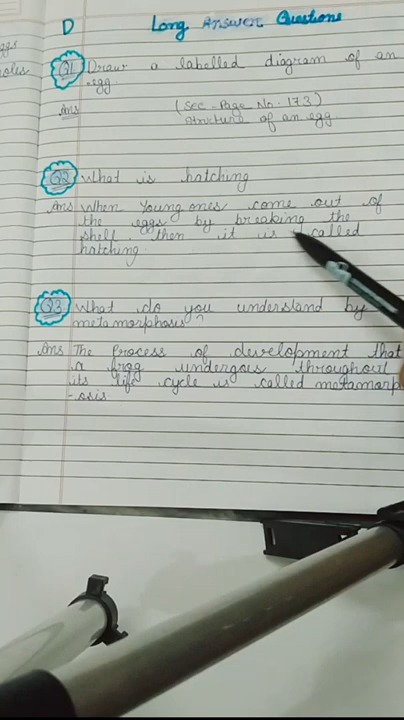 ggs
oles
D Long Answer Questions
Q1 Draw a labelled diagram of an
egg.
Ans (See - Page No. 173)
Structure of an egg.
Q2 What is hatching
Ans When Young ones come out of
the eggs by breaking the
shell then it is called
hatching.
Q3 What do you understand by
metamorphosis?
Ans The Process of development that
a frog undergoes throughout
its life cycle is called metamorp
-osis